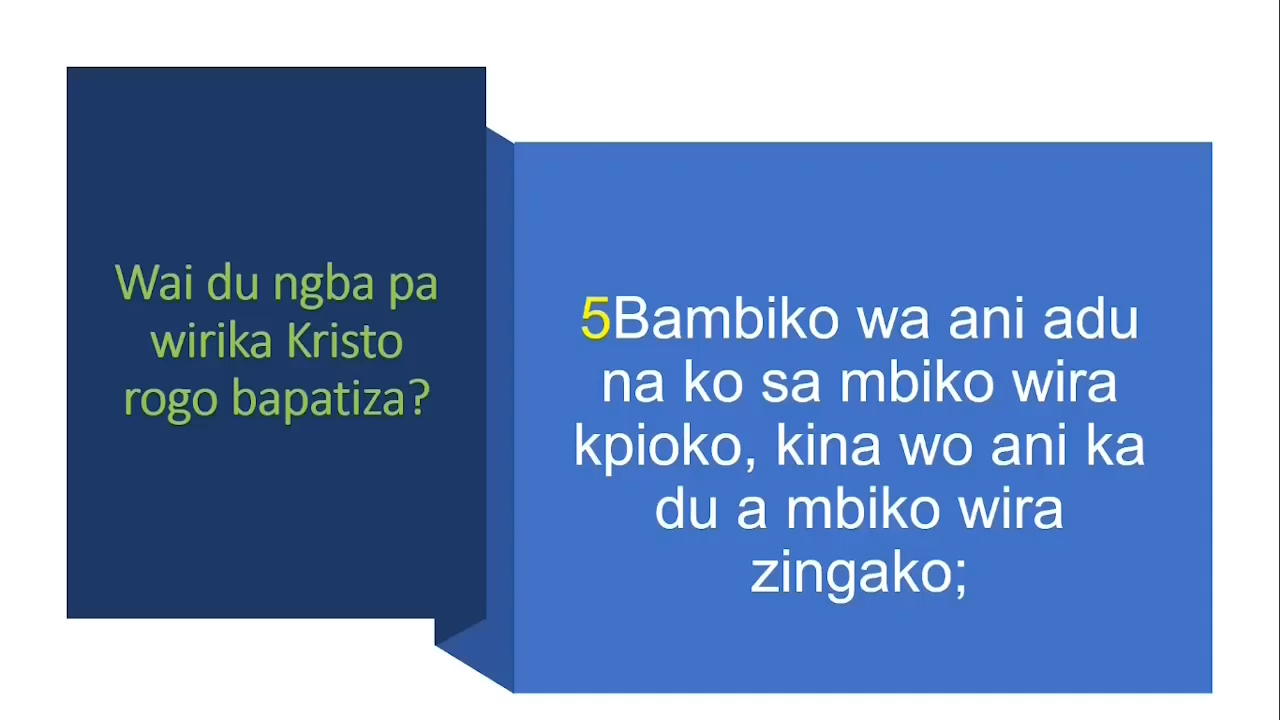 Wai du ngba pa
wirika Kristo
rogo bapatiza?
5Bambiko wa ani adu
na ko sa mbiko wira
kpioko, kina wo ani ka
du a mbiko wira
zingako;